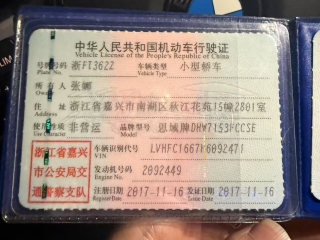 中华人民共和国机动车行驶证
Vehicle License of the People's Republic of China
号牌号码 浙FT362Z 车辆类型 小型轿车
Plate No. Vehicle Type
所有人 张娜
Owner
住址 浙江省嘉兴市南湖区秋江花苑15幢2801室
Address
使用性质 非营运 品牌型号 思域牌DHW7153FCCSE
Use Character Model
浙江省嘉兴 车辆识别代号 LVHFC1667H6092471
VIN
市公安局交 发动机号码 2092449
Engine No.
通警察支队 注册日期 2017-11-16 发证日期 2017-11-16
Register Date Issue Date